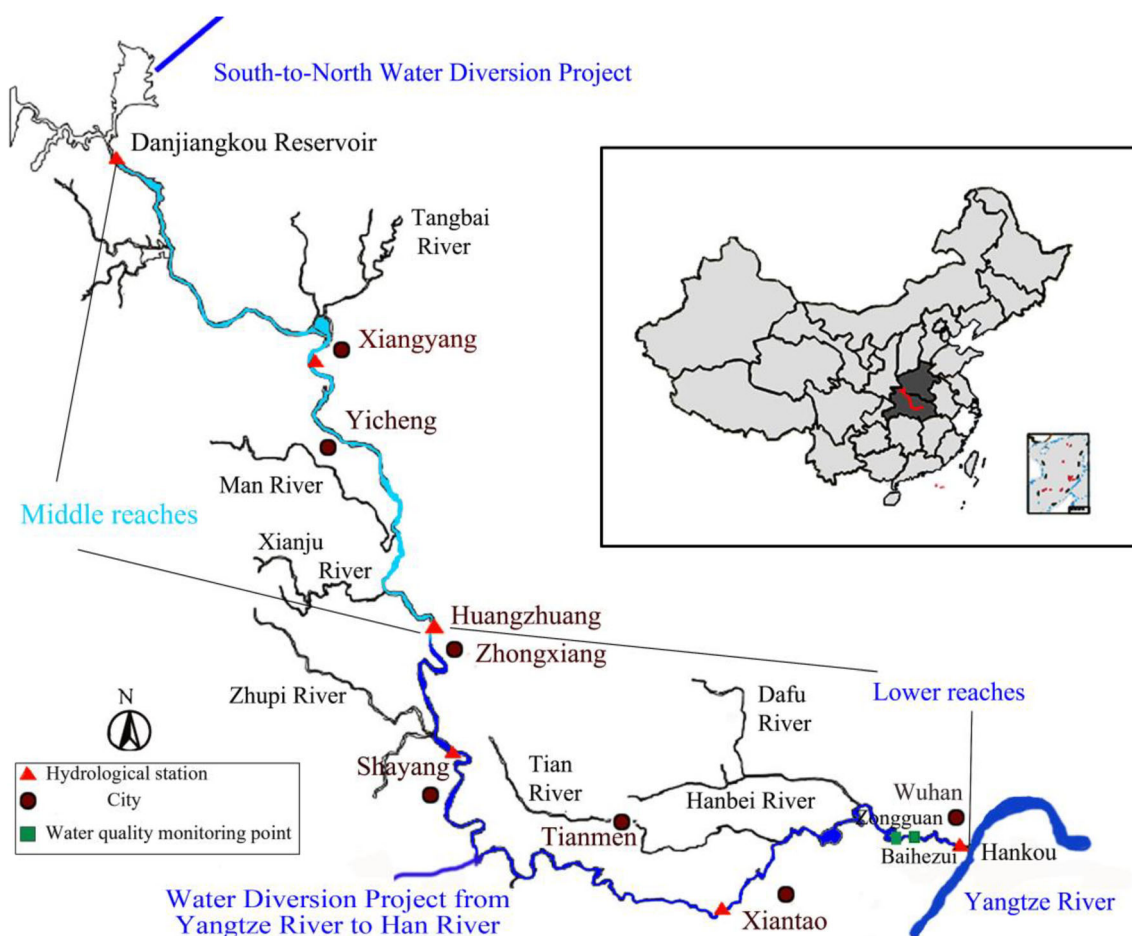 South-to-North Water Diversion Project
Danjiangkou Reservoir
Tangbai
River
Xiangyang
Yicheng
Man River
Middle reaches
Xianju
River
Huangzhuang
Zhongxiang
Zhupi River
Lower reaches
Dafu
River
N
Hydrological station
City
Water quality monitoring point
Shayang
Tian
River
Hanbei River
Wuhan
Zongguan
Tianmen
Baihezui
Hankou
Water Diversion Project from
Yangtze River to Han River
Xiantao
Yangtze River